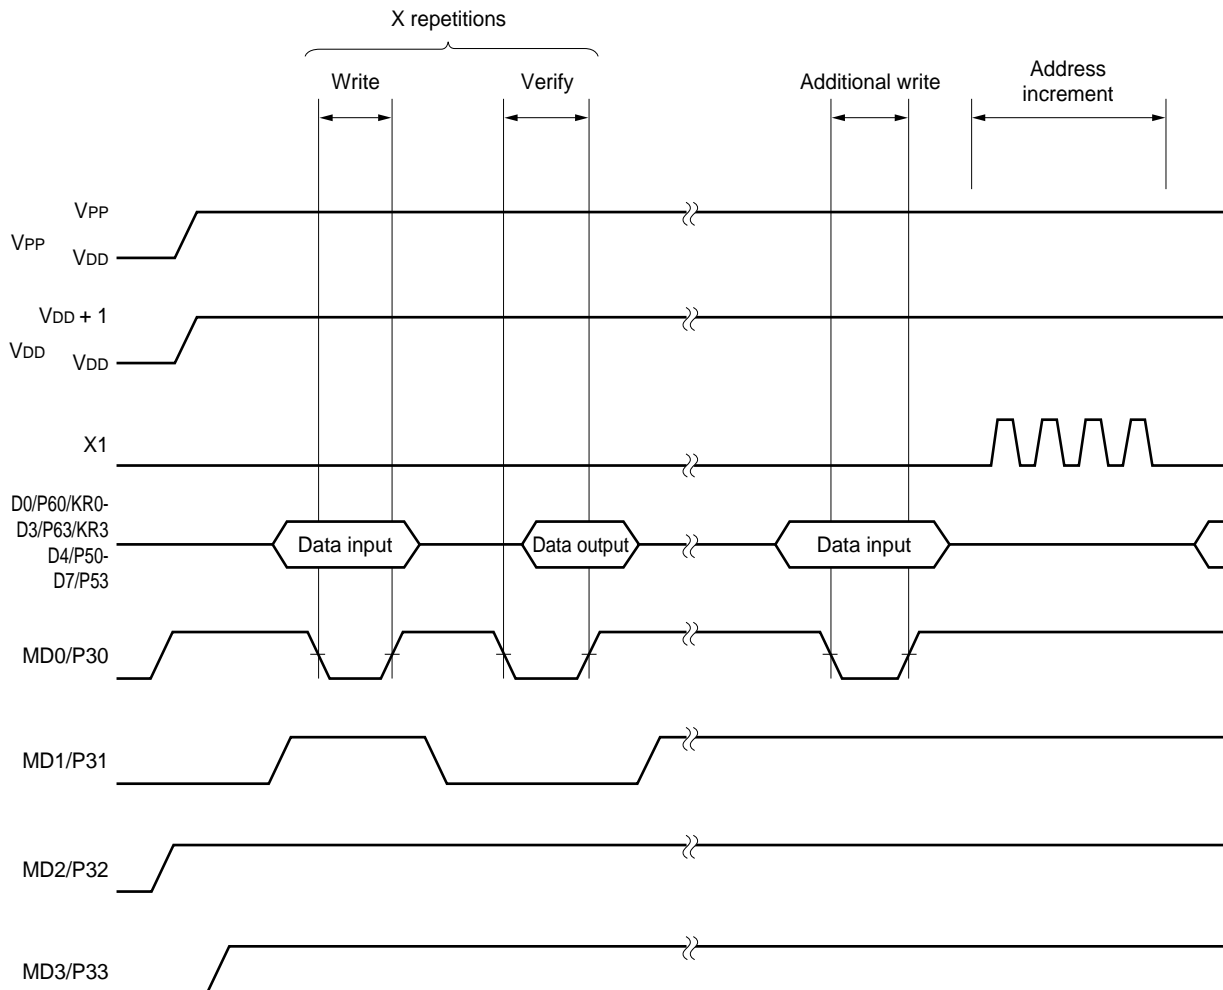 X repetitions
Write
Verify
Additional write
Address
increment
VPP
VPP
VDD
VDD + 1
VDD
VDD
X1
D0/P60/KR0-
D3/P63/KR3
D4/P50-
D7/P53
Data input
Data output
Data input
MD0/P30
MD1/P31
MD2/P32
MD3/P33